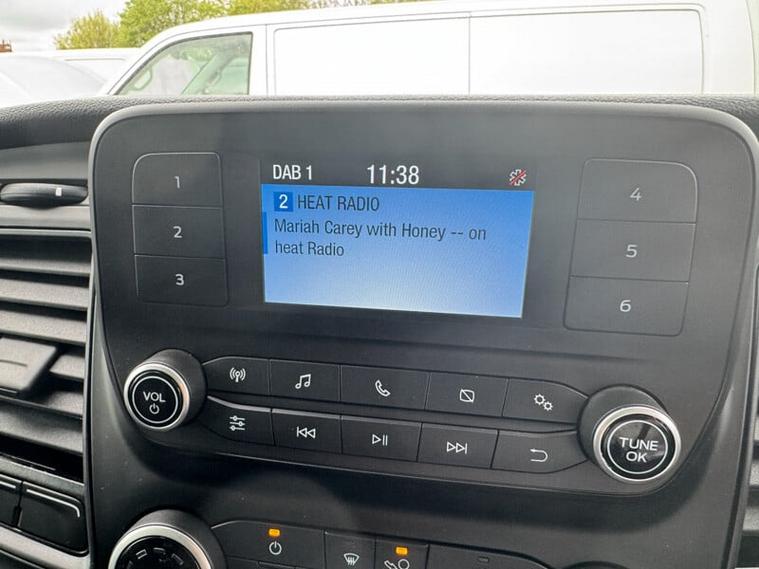 DAB 1 11:38
2 HEAT RADIO
Mariah Carey with Honey -- on
heat Radio
1
2
3
4
5
6
VOL
TUNE
OK